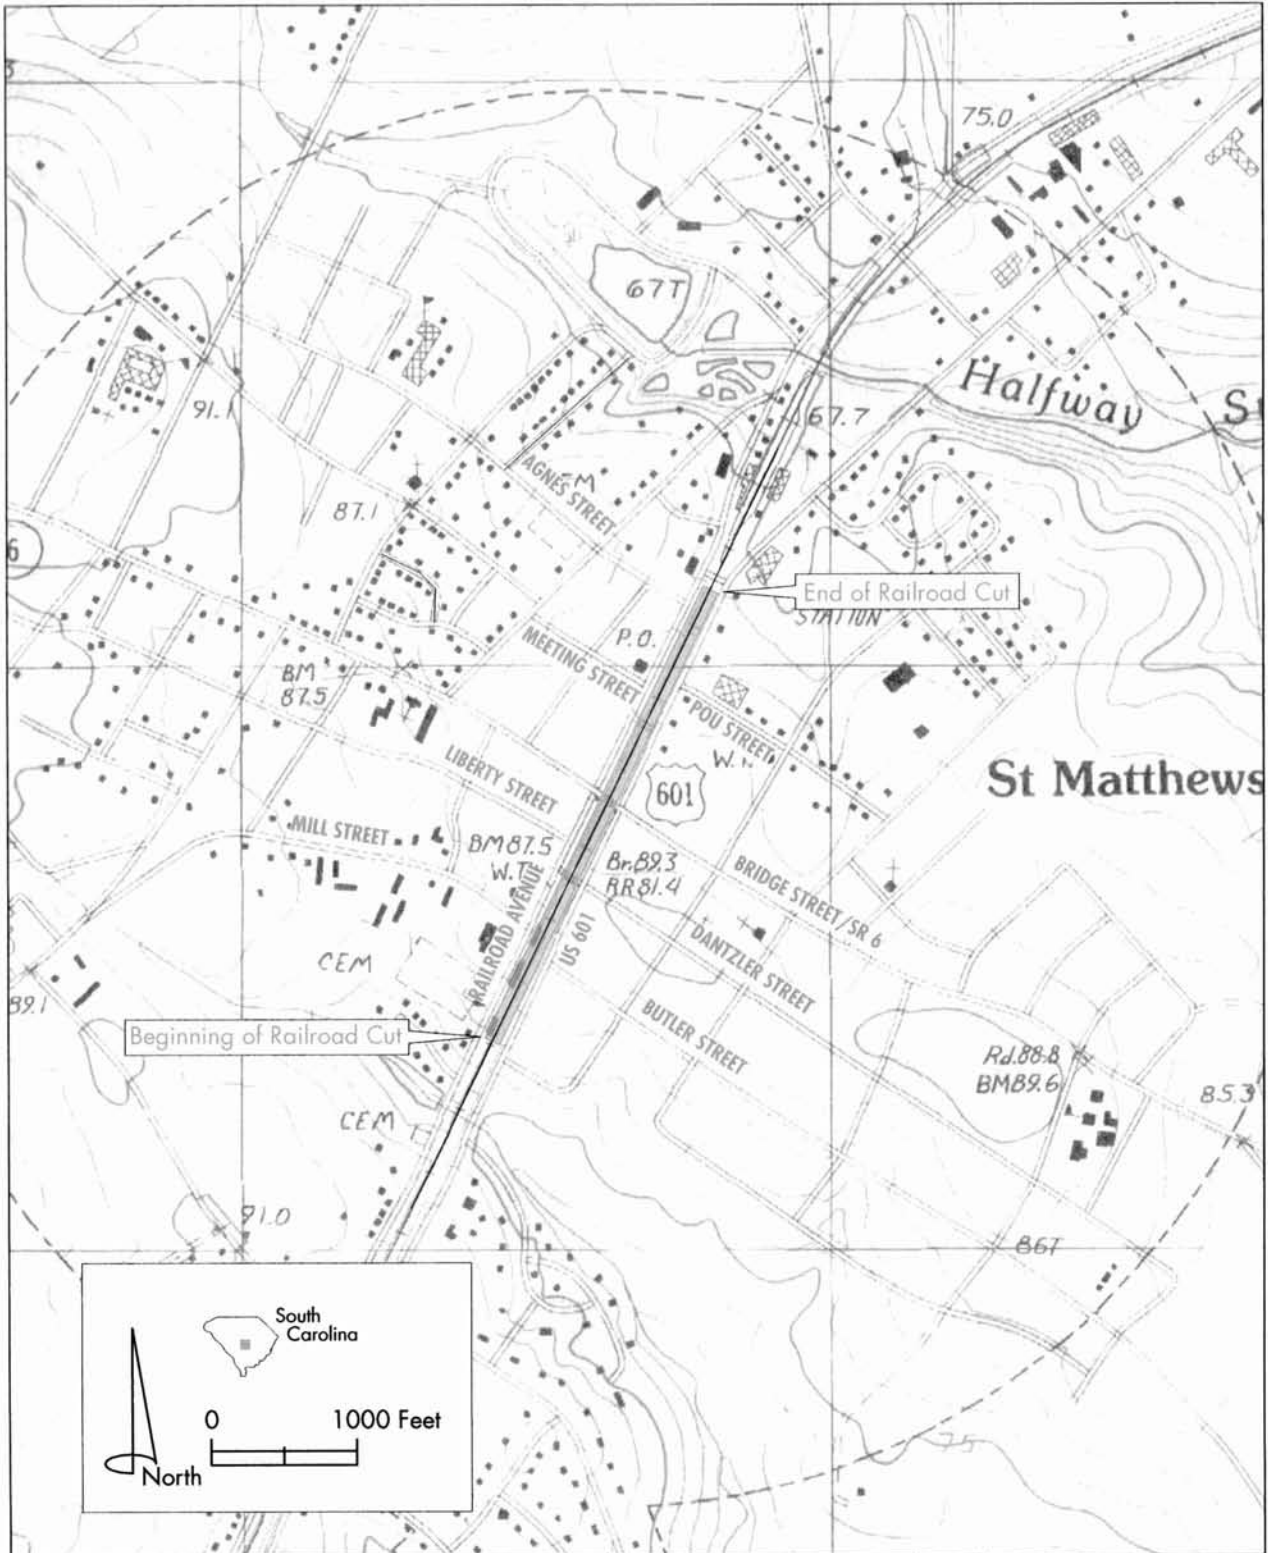 75.0
67T
Halfway
91.1
67.7
AGNES STREET
87.1
6
End of Railroad Cut
STATION
P.O.
MEETING STREET
BM
87.5
POU STREET
LIBERTY STREET
601
St Matthews
MILL STREET
BM87.5
W.T
Br.89.3
RR81.4
BRIDGE STREET/SR 6
RAILROAD AVENUE
US 601
DANTZLER STREET
CEM
89.1
BUTLER STREET
Beginning of Railroad Cut
Rd.88.8
BM89.6
85.3
CEM
91.0
86T
75
South
Carolina
0 1000 Feet
North